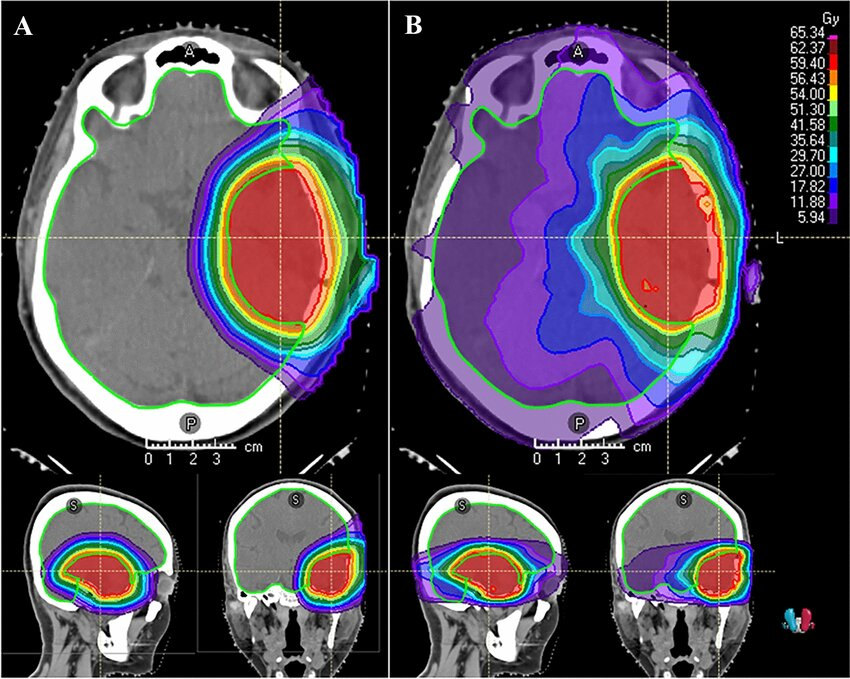 A
B
Gy
65.34
62.37
59.40
56.43
54.00
51.30
41.58
35.64
29.70
27.00
17.82
11.88
5.94
A
A
L
P
P
0 1 2 3 cm
0 1 2 3 cm
S
S
S
S